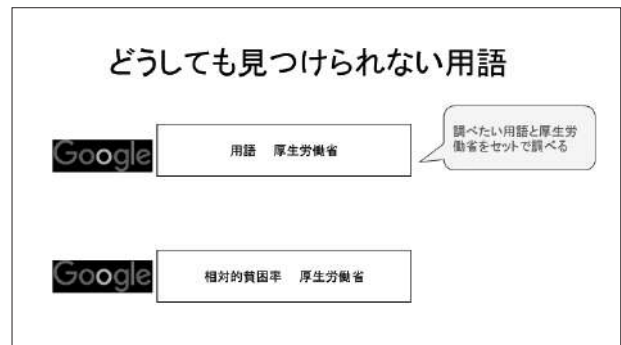 どうしても見つけられない用語
調べたい用語と厚生労
働省をセットで調べる
Google
用語　厚生労働省
Google
相対的貧困率　厚生労働省